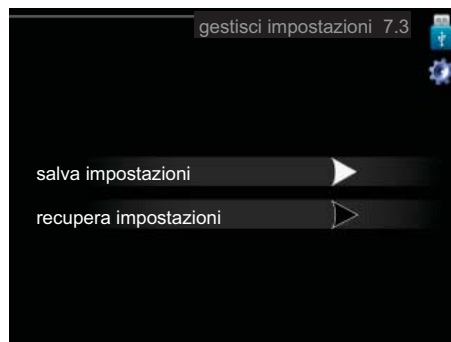 gestisci impostazioni 7.3
salva impostazioni
recupera impostazioni